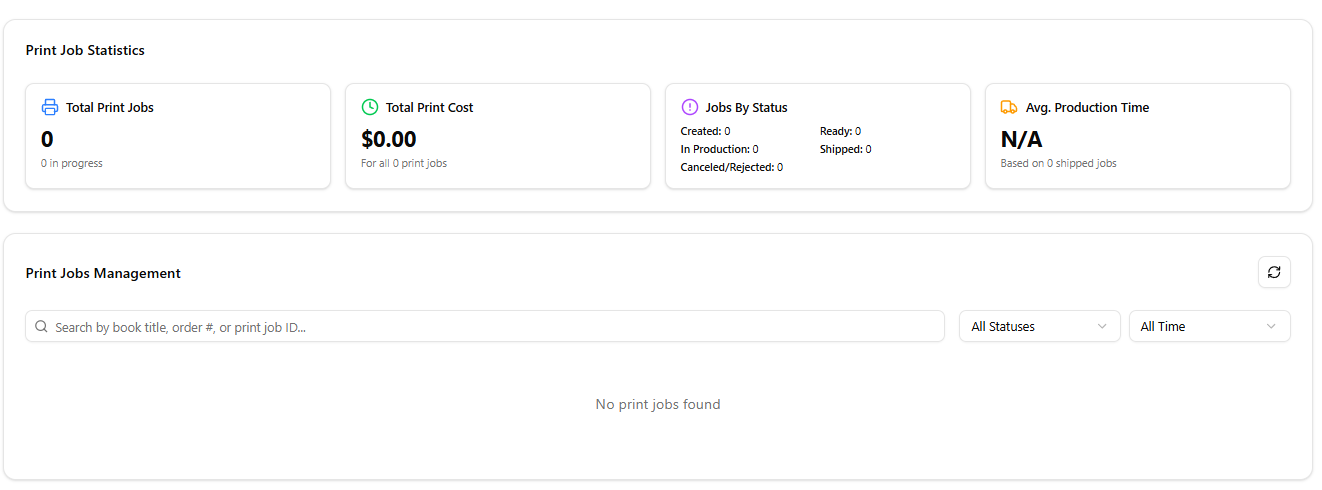 Print Job Statistics
Total Print Jobs
0
0 in progress
Total Print Cost
$0.00
For all 0 print jobs
Jobs By Status
Created: 0
Ready: 0
In Production: 0
Shipped: 0
Canceled/Rejected: 0
Avg. Production Time
N/A
Based on 0 shipped jobs
Print Jobs Management
Search by book title, order #, or print job ID...
All Statuses
All Time
No print jobs found